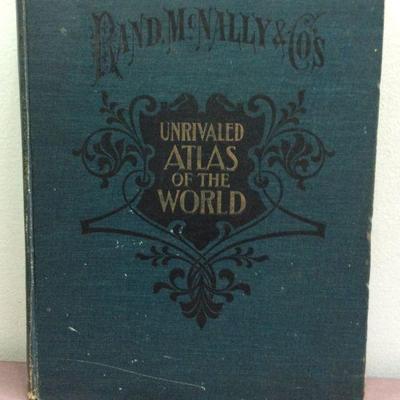 RAND, McNALLY & CO'S
UNRIVALED
ATLAS
OF THE
WORLD